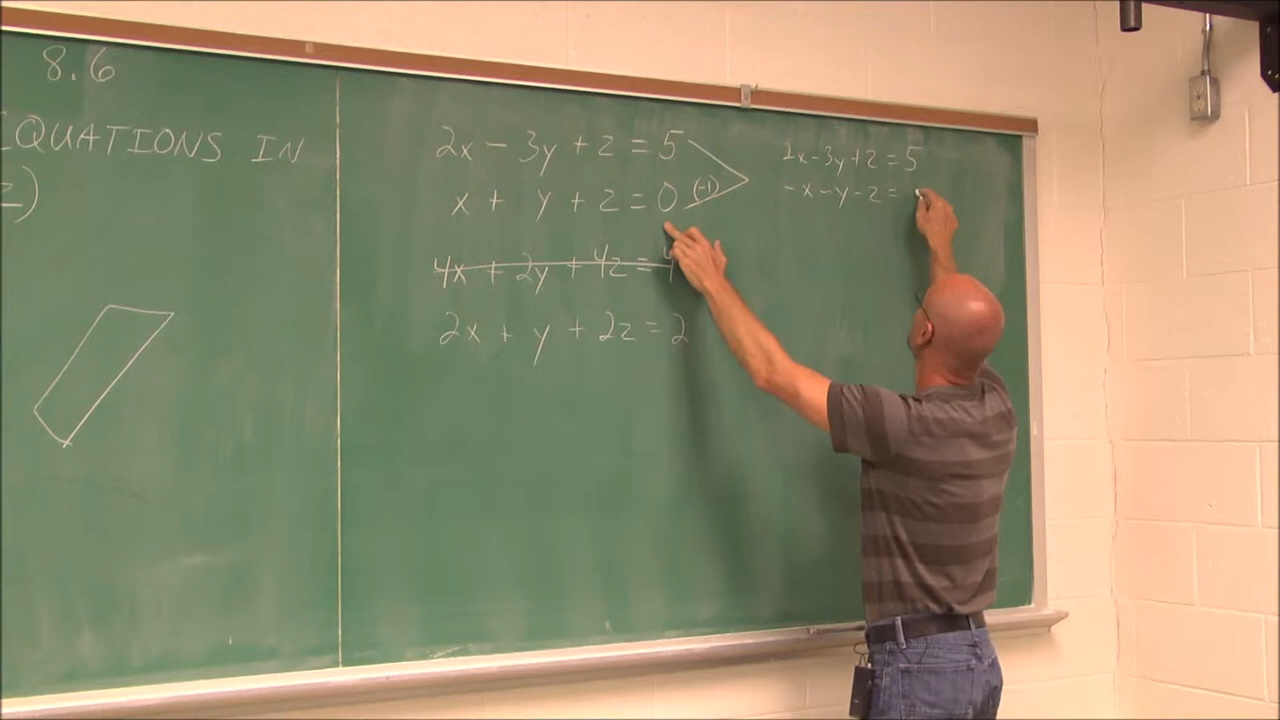 8.6
QUATIONS IN
z)
2x - 3y + z = 5
x + y + z = 0 (-1)
4x + 2y + 4z = 4
2x + y + 2z = 2
2x - 3y + z = 5
- x - y - z =